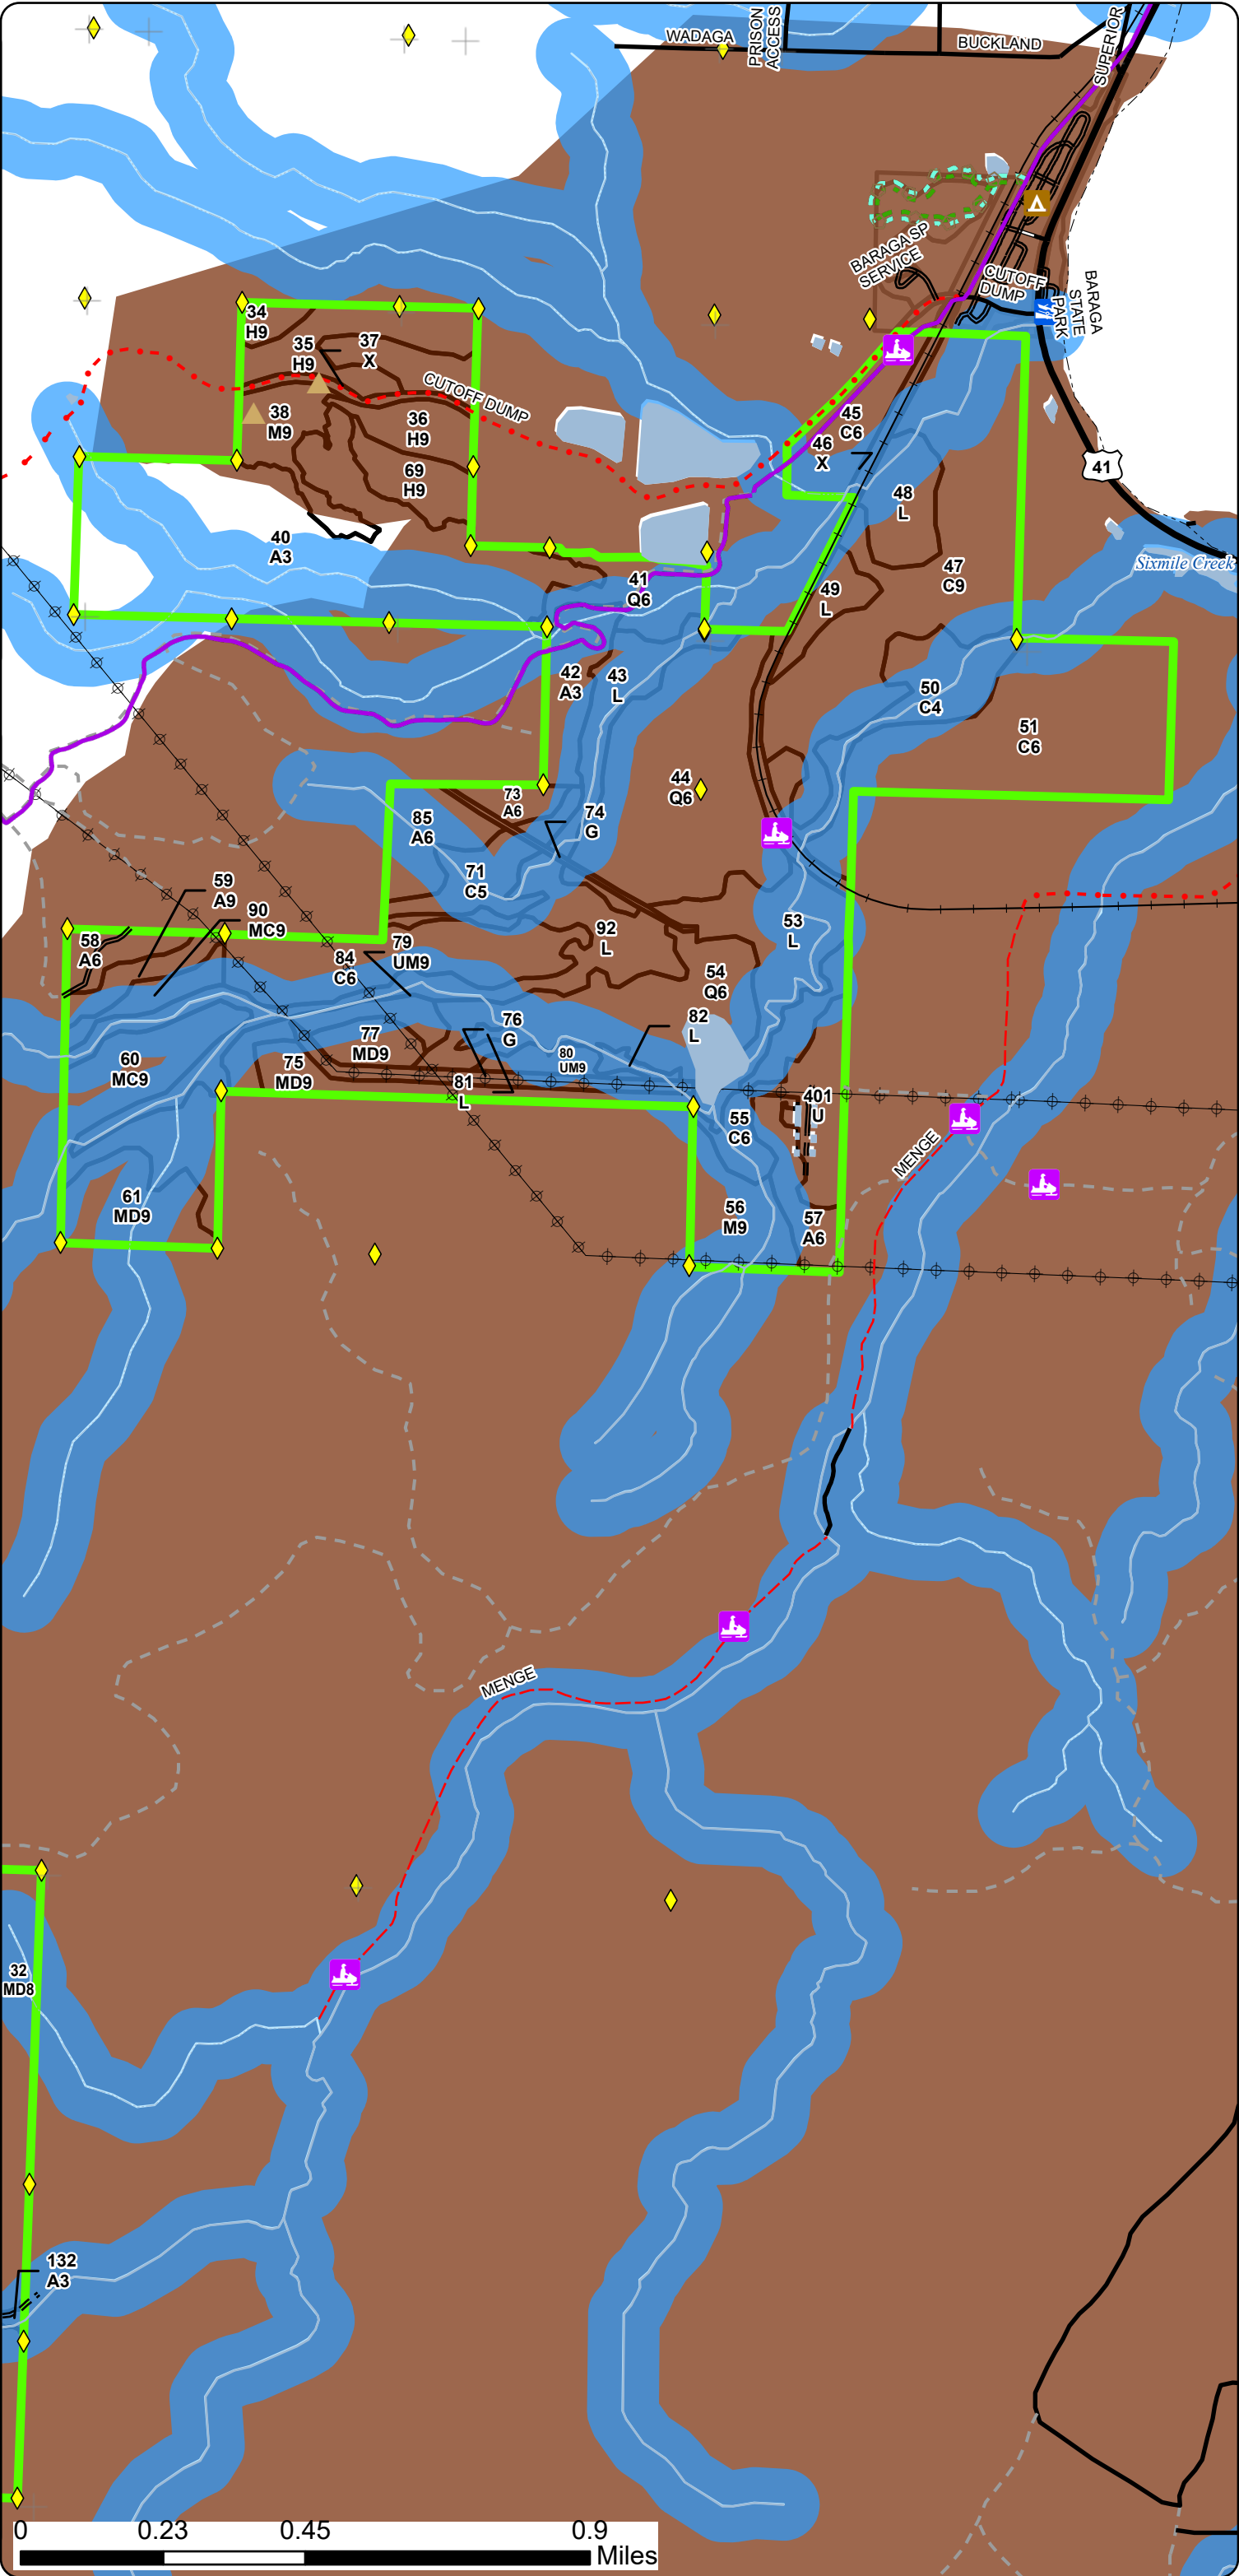 WADAGA
PRISON
ACCESS
BUCKLAND
SUPERIOR
BARAGA SP
SERVICE
CUTOFF
DUMP
BARAGA
STATE
PARK
34
H9
35
H9
37
X
CUTOFF DUMP
38
M9
36
H9
69
H9
45
C6
46
X
41
48
L
40
A3
Sixmile Creek
41
Q6
47
C9
49
L
42
A3
43
L
50
C4
51
C6
44
Q6
73
A6
74
G
85
A6
71
C5
59
A9
90
MC9
58
A6
92
L
53
L
79
UM9
84
C6
54
Q6
76
G
82
L
77
MD9
80
UM9
60
MC9
75
MD9
81
L
401
U
55
C6
MENGE
61
MD9
56
M9
57
A6
MENGE
32
MD8
132
A3
0 0.23 0.45 0.9
Miles